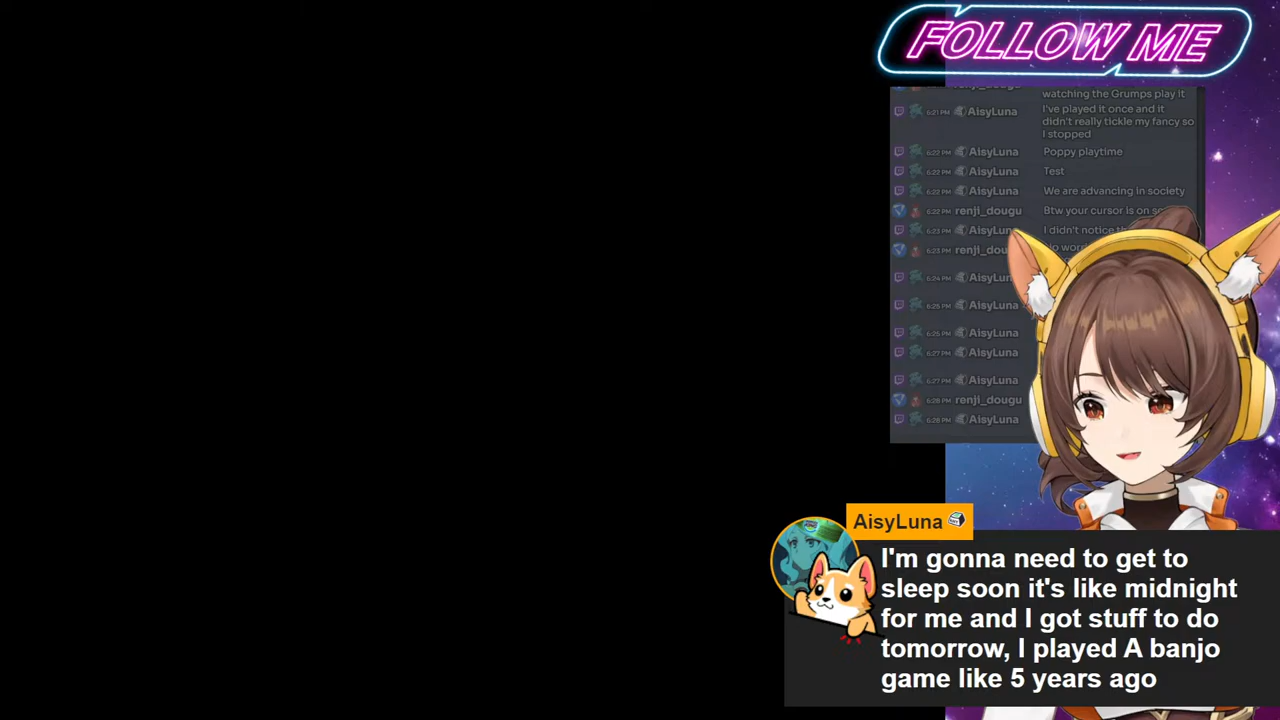 FOLLOW ME
watching the Grumps play it
6:21 PM AisyLuna I've played it once and it
didn't really tickle my fancy so
I stopped
6:22 PM AisyLuna Poppy playtime
6:22 PM AisyLuna Test
6:22 PM AisyLuna We are advancing in society
6:22 PM renji_dougu Btw your cursor is on
6:23 PM AisyLuna I didn't notice
6:23 PM
6:24 PM AisyLuna
6:25 PM AisyLuna
6:26 PM AisyLuna
6:27 PM AisyLuna
6:27 PM AisyLuna
6:28 PM renji_dougu
6:28 PM AisyLuna
AisyLuna
I'm gonna need to get to
sleep soon it's like midnight
for me and I got stuff to do
tomorrow, I played A banjo
game like 5 years ago